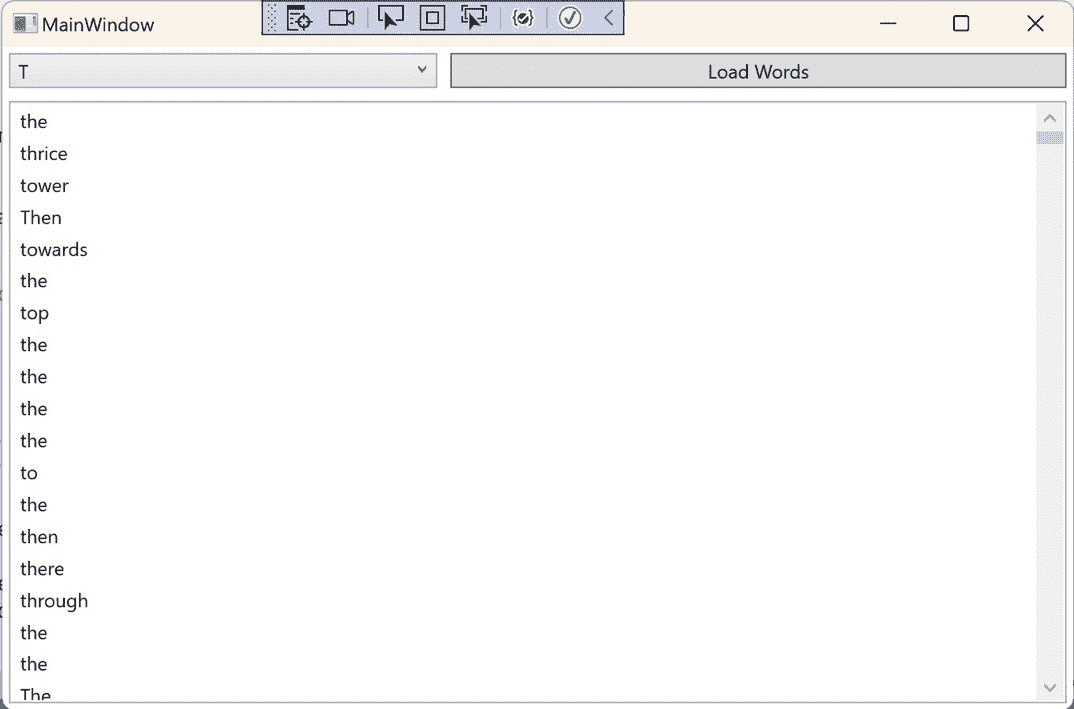 MainWindow
T
Load Words
the
thrice
tower
Then
towards
the
top
the
the
the
the
to
the
then
there
through
the
the
The